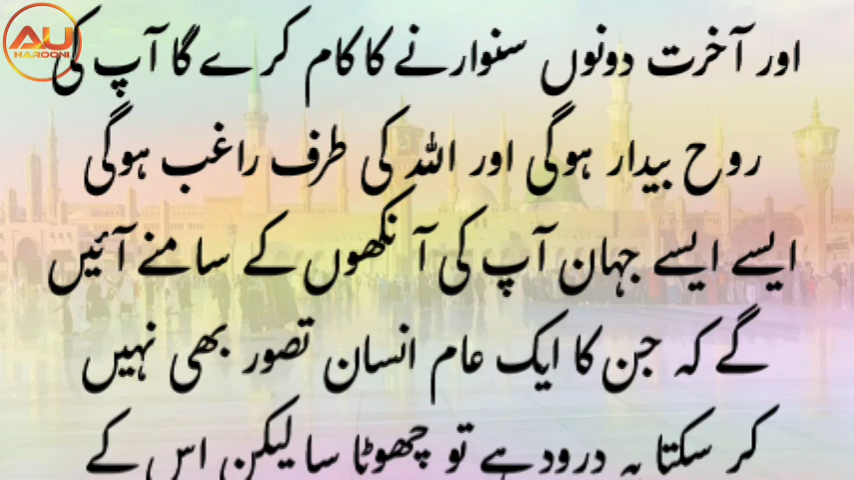 AU
HAROONI
اور آخرت دونوں سنوارنے کا کام کرے گا آپ کی
روح بیدار ہوگی اور اللہ کی طرف راغب ہوگی
ایسے ایسے جہان آپ کی آنکھوں کے سامنے آئیں
گے کہ جن کا ایک عام انسان تصور بھی نہیں
کر سکتا یہ درود ہے تو چھوٹا سا لیکن اس کے